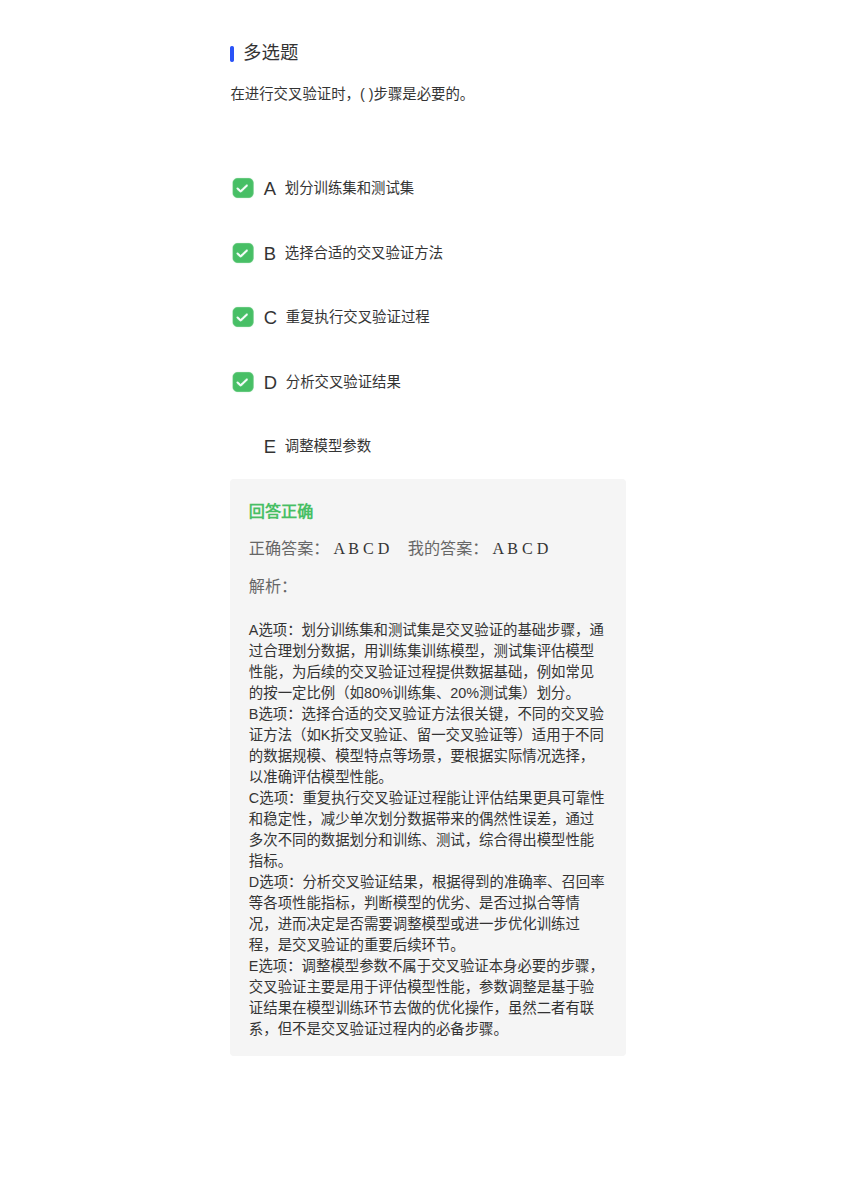 多选题
在进行交叉验证时，( )步骤是必要的。
A 划分训练集和测试集
B 选择合适的交叉验证方法
C 重复执行交叉验证过程
D 分析交叉验证结果
E 调整模型参数
回答正确
正确答案： A B C D 我的答案： A B C D
解析：
A选项：划分训练集和测试集是交叉验证的基础步骤，通
过合理划分数据，用训练集训练模型，测试集评估模型
性能，为后续的交叉验证过程提供数据基础，例如常见
的按一定比例（如80%训练集、20%测试集）划分。
B选项：选择合适的交叉验证方法很关键，不同的交叉验
证方法（如K折交叉验证、留一交叉验证等）适用于不同
的数据规模、模型特点等场景，要根据实际情况选择，
以准确评估模型性能。
C选项：重复执行交叉验证过程能让评估结果更具可靠性
和稳定性，减少单次划分数据带来的偶然性误差，通过
多次不同的数据划分和训练、测试，综合得出模型性能
指标。
D选项：分析交叉验证结果，根据得到的准确率、召回率
等各项性能指标，判断模型的优劣、是否过拟合等情
况，进而决定是否需要调整模型或进一步优化训练过
程，是交叉验证的重要后续环节。
E选项：调整模型参数不属于交叉验证本身必要的步骤，
交叉验证主要是用于评估模型性能，参数调整是基于验
证结果在模型训练环节去做的优化操作，虽然二者有联
系，但不是交叉验证过程内的必备步骤。